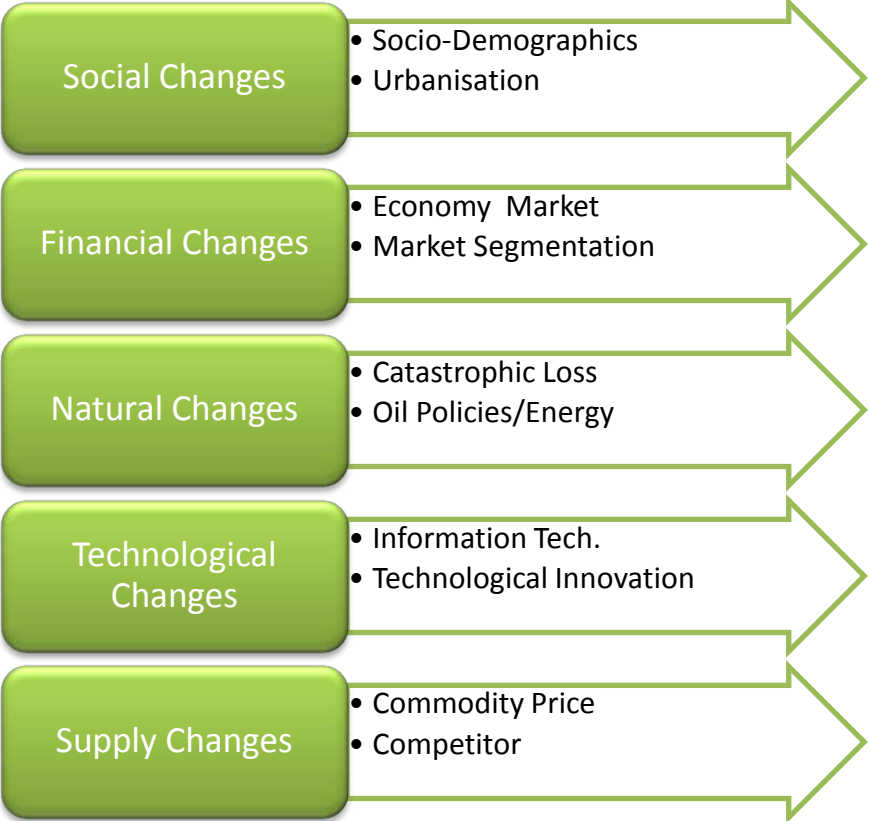 Social Changes
• Socio-Demographics
• Urbanisation
Financial Changes
• Economy  Market
• Market Segmentation
Natural Changes
• Catastrophic Loss
• Oil Policies/Energy
Technological
Changes
• Information Tech.
• Technological Innovation
Supply Changes
• Commodity Price
• Competitor